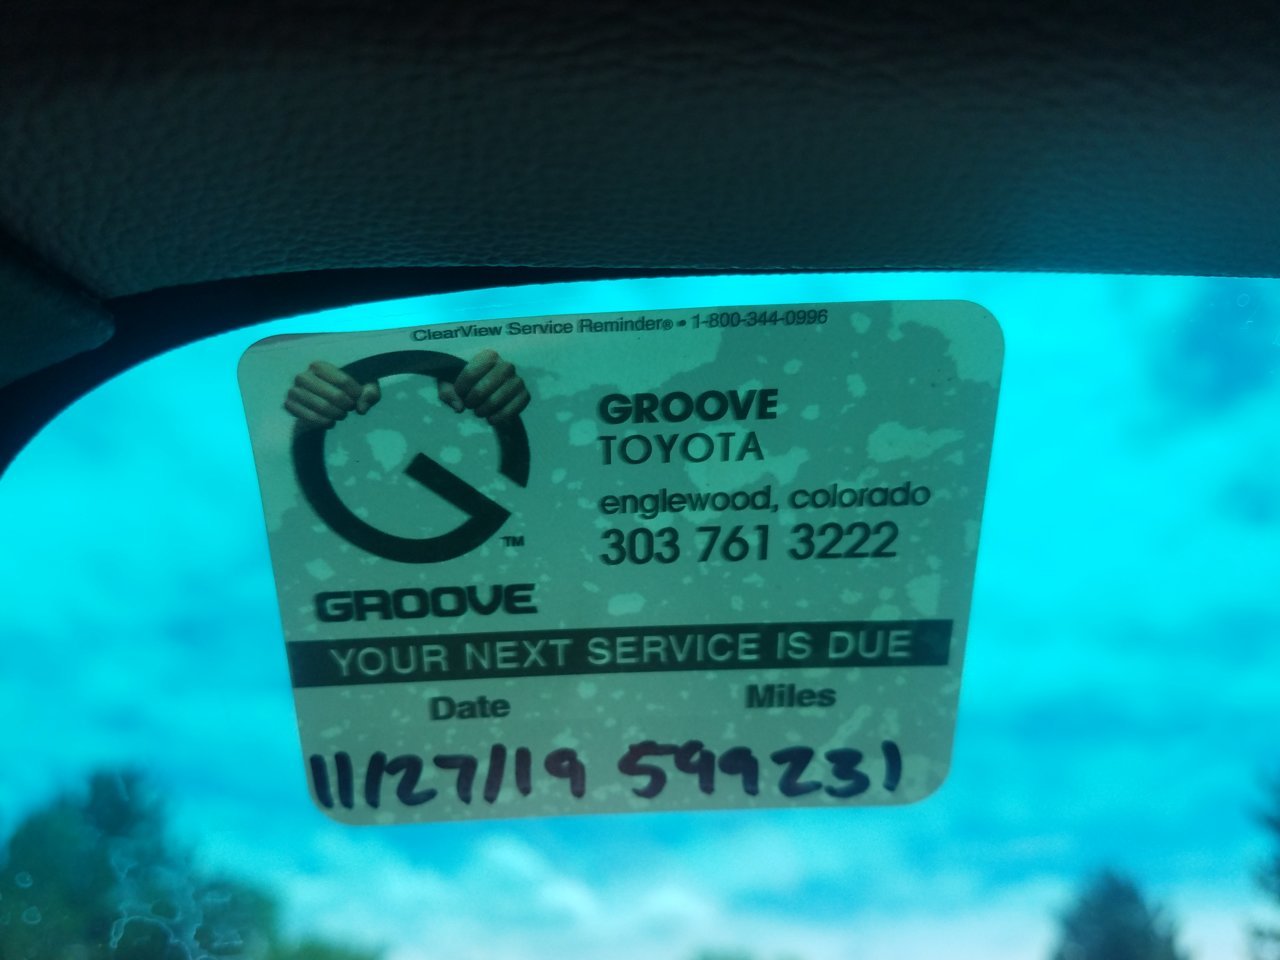 ClearView Service Reminder® • 1-800-344-0996
GROOVE
TOYOTA
englewood, colorado
303 761 3222
TM
GROOVE
YOUR NEXT SERVICE IS DUE
Date Miles
11/27/19 599231